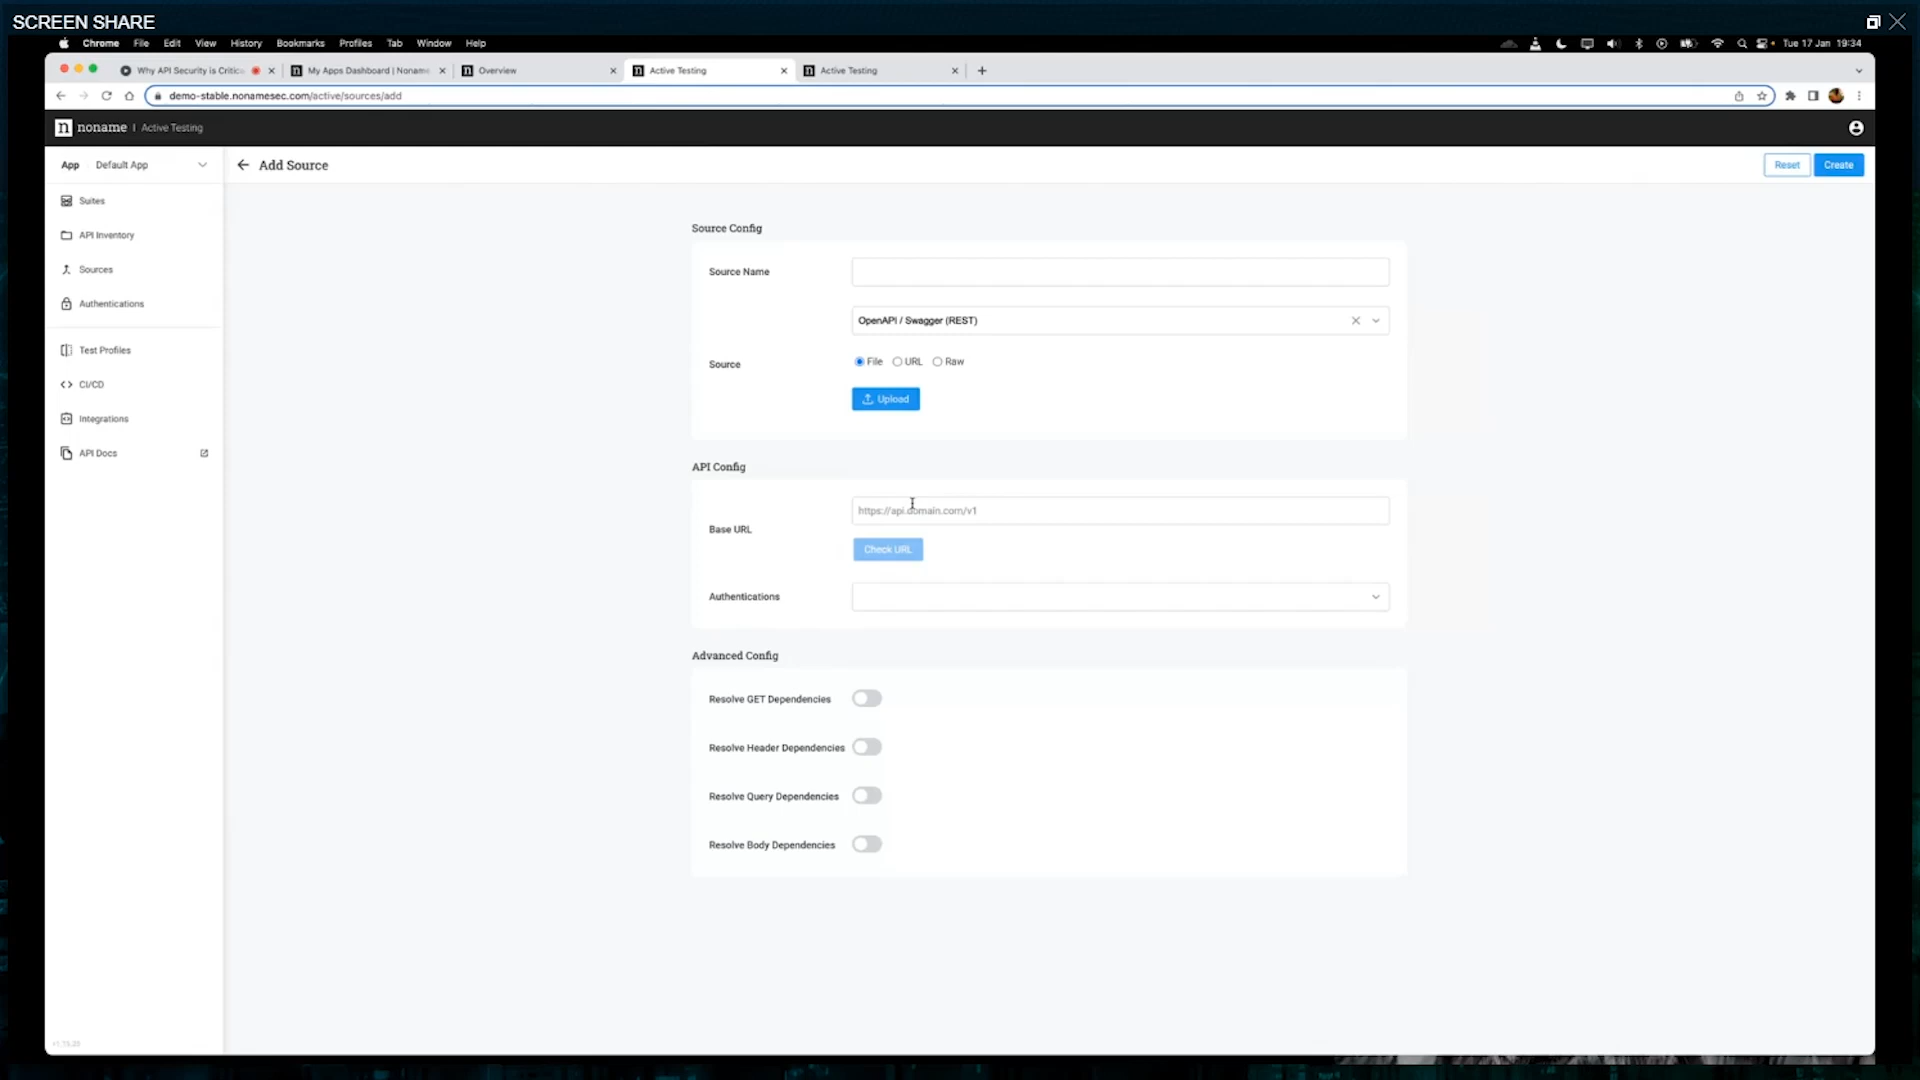 SCREEN SHARE
Chrome File Edit View History Bookmarks Profiles Tab Window Help
Tue 17 Jan 19:34
Why API Security is Critic
My Apps Dashboard | Noname
Overview
Active Testing
Active Testing
demo-stable.nonamesec.com/active/sources/add
n noname | Active Testing
App Default App
Add Source
Reset
Create
Suites
API Inventory
Sources
Authentications
Test Profiles
CI/CD
Integrations
API Docs
Source Config
Source Name
OpenAPI / Swagger (REST)
Source
File URL Raw
Upload
API Config
https://api.domain.com/v1
Base URL
Check URL
Authentications
Advanced Config
Resolve GET Dependencies
Resolve Header Dependencies
Resolve Query Dependencies
Resolve Body Dependencies